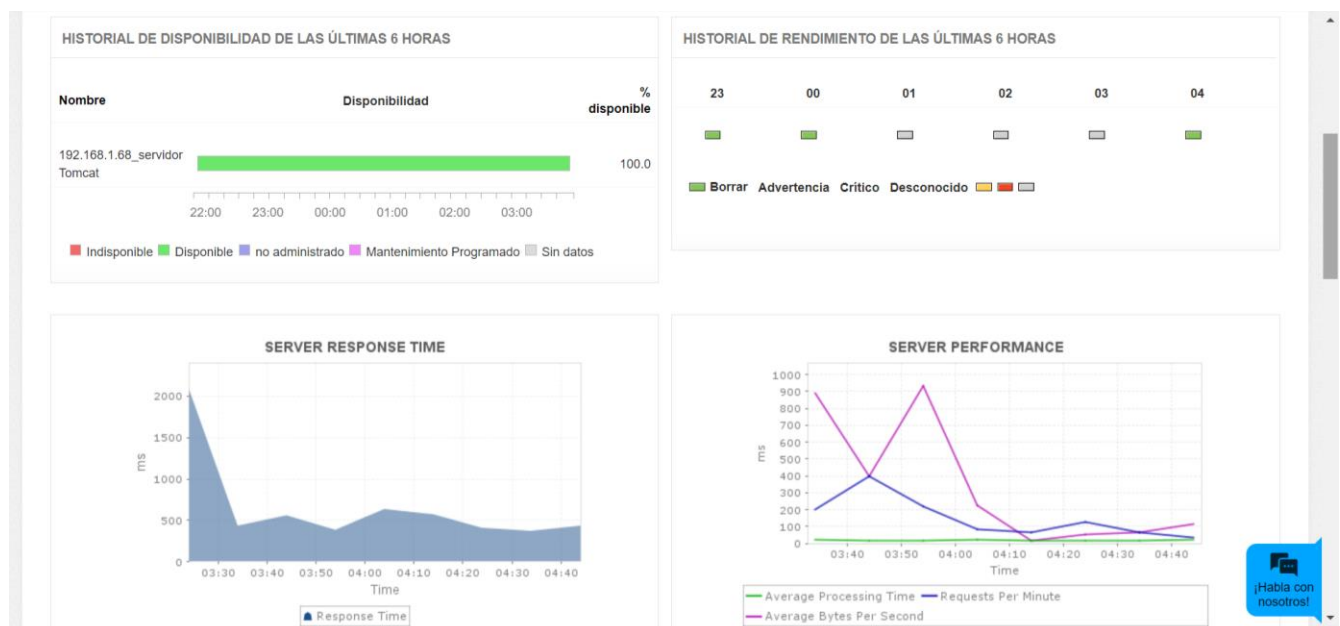 HISTORIAL DE DISPONIBILIDAD DE LAS ÚLTIMAS 6 HORAS
Nombre Disponibilidad %
disponible
192.168.1.68_servidor
Tomcat
100.0
22:00 23:00 00:00 01:00 02:00 03:00
Indisponible Disponible no administrado Mantenimiento Programado Sin datos
HISTORIAL DE RENDIMIENTO DE LAS ÚLTIMAS 6 HORAS
23 00 01 02 03 04
Borrar Advertencia Crítico Desconocido
SERVER RESPONSE TIME
2000
1500
1000
500
0
ms
03:30 03:40 03:50 04:00 04:10 04:20 04:30 04:40
Time
Response Time
SERVER PERFORMANCE
1000
900
800
700
600
500
400
300
200
100
0
ms
03:40 03:50 04:00 04:10 04:20 04:30 04:40
Time
Average Processing Time Requests Per Minute
Average Bytes Per Second
¡Habla con
nosotros!